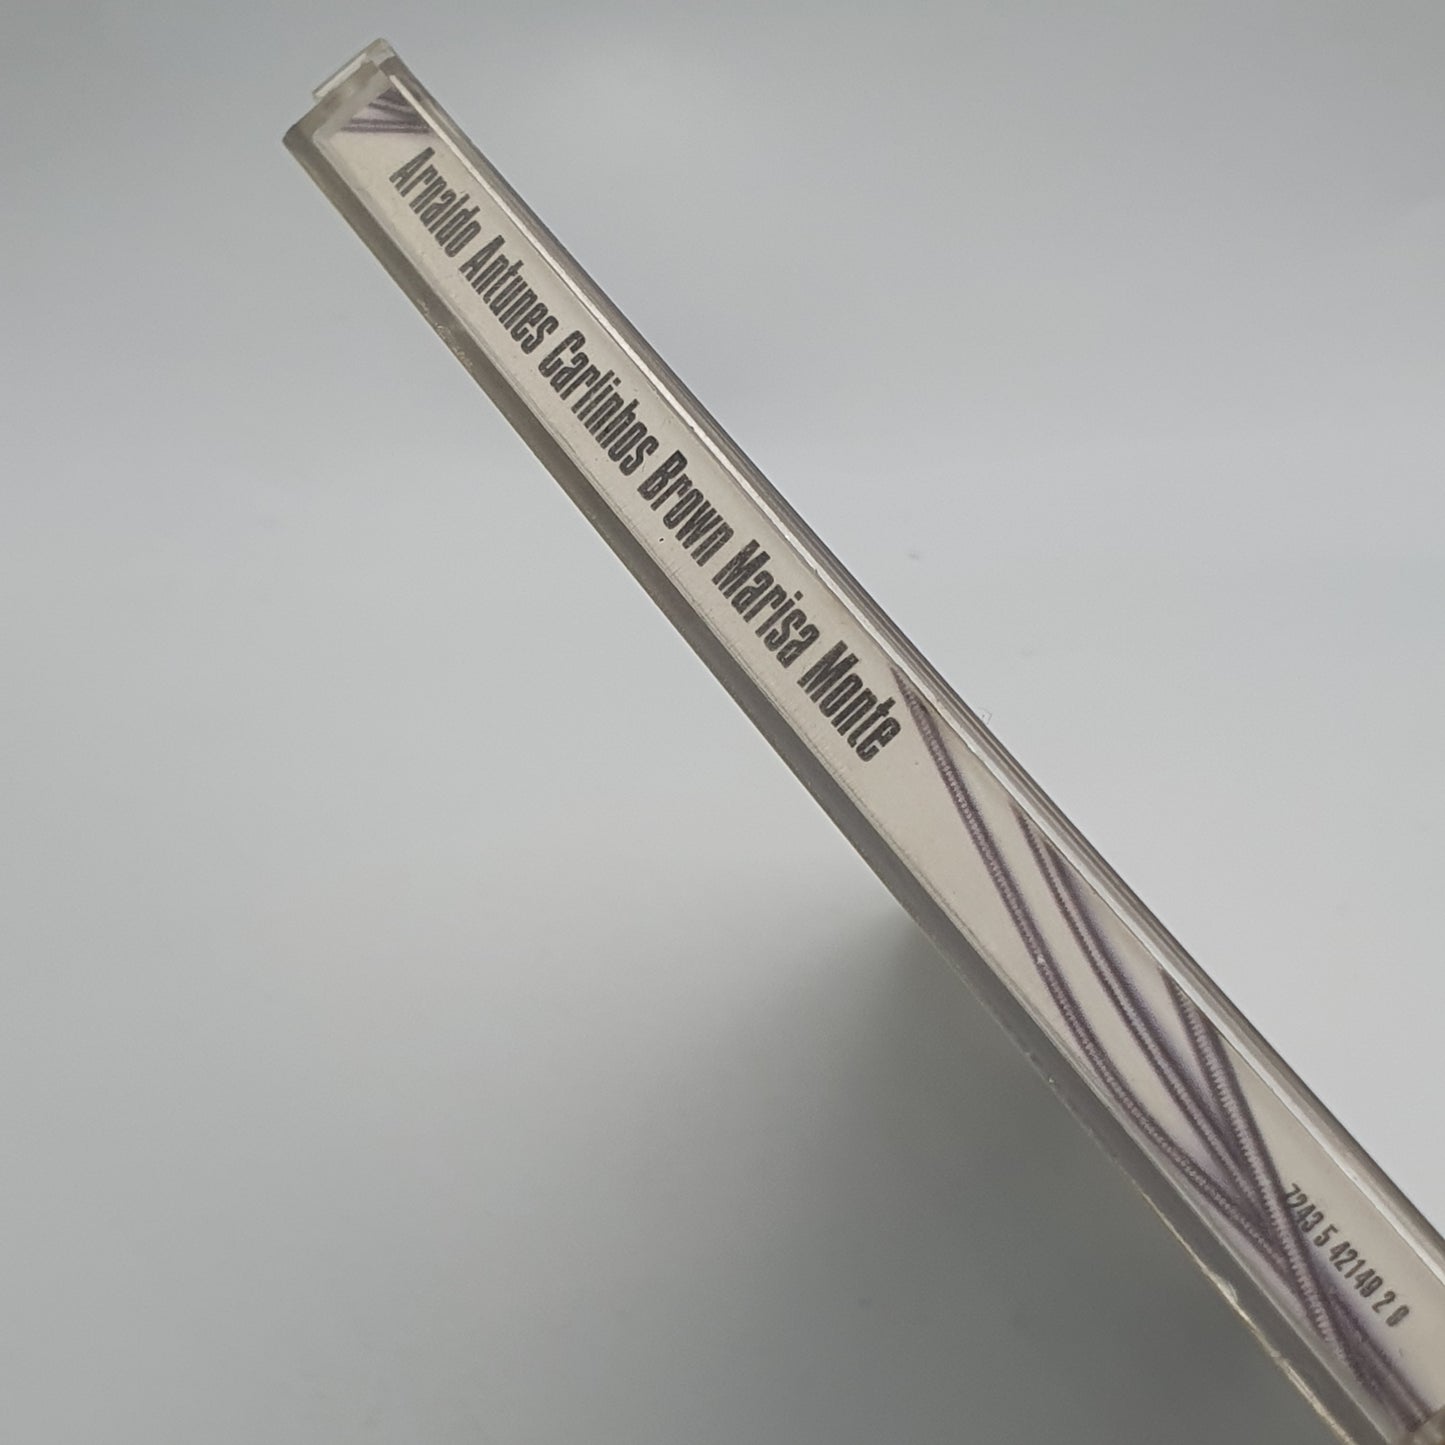 Arnaldo Antunes Carlinhos Brown Marisa Monte
7243 5 42149 2 0